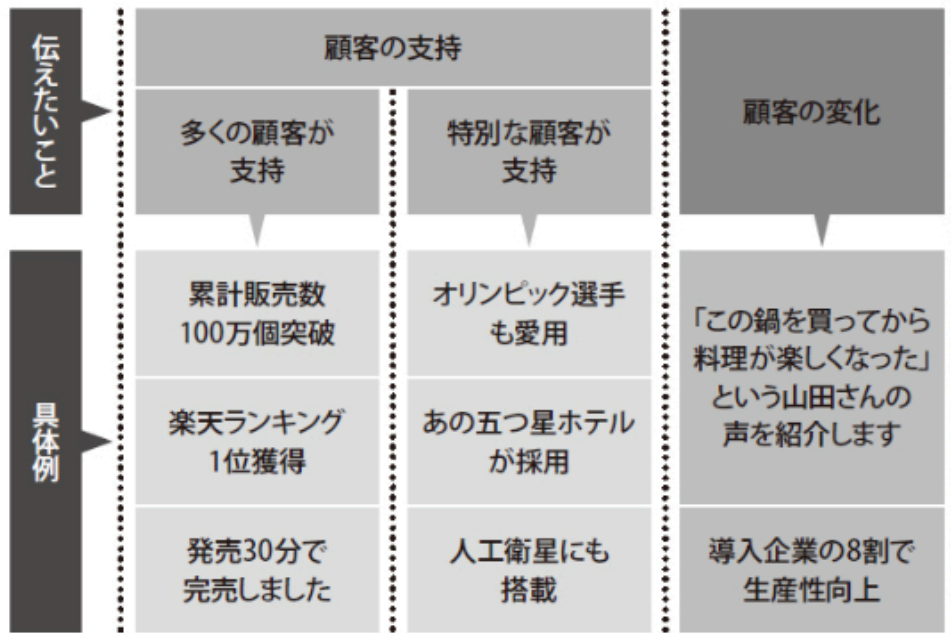 伝えたいこと
顧客の支持
多くの顧客が
支持
特別な顧客が
支持
顧客の変化
具体例
累計販売数
100万個突破
楽天ランキング
1位獲得
発売30分で
完売しました
オリンピック選手
も愛用
あの五つ星ホテル
が採用
人工衛星にも
搭載
「この鍋を買ってから
料理が楽しくなった」
という山田さんの
声を紹介します
導入企業の8割で
生産性向上